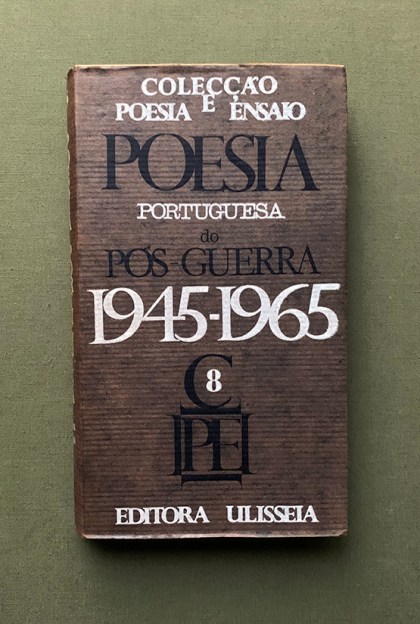 COLECÇÃO
POESIA E ENSAIO
POESIA
PORTUGUESA
do
PÓS-GUERRA
1945-1965
C
8
PE
EDITORA ULISSEIA